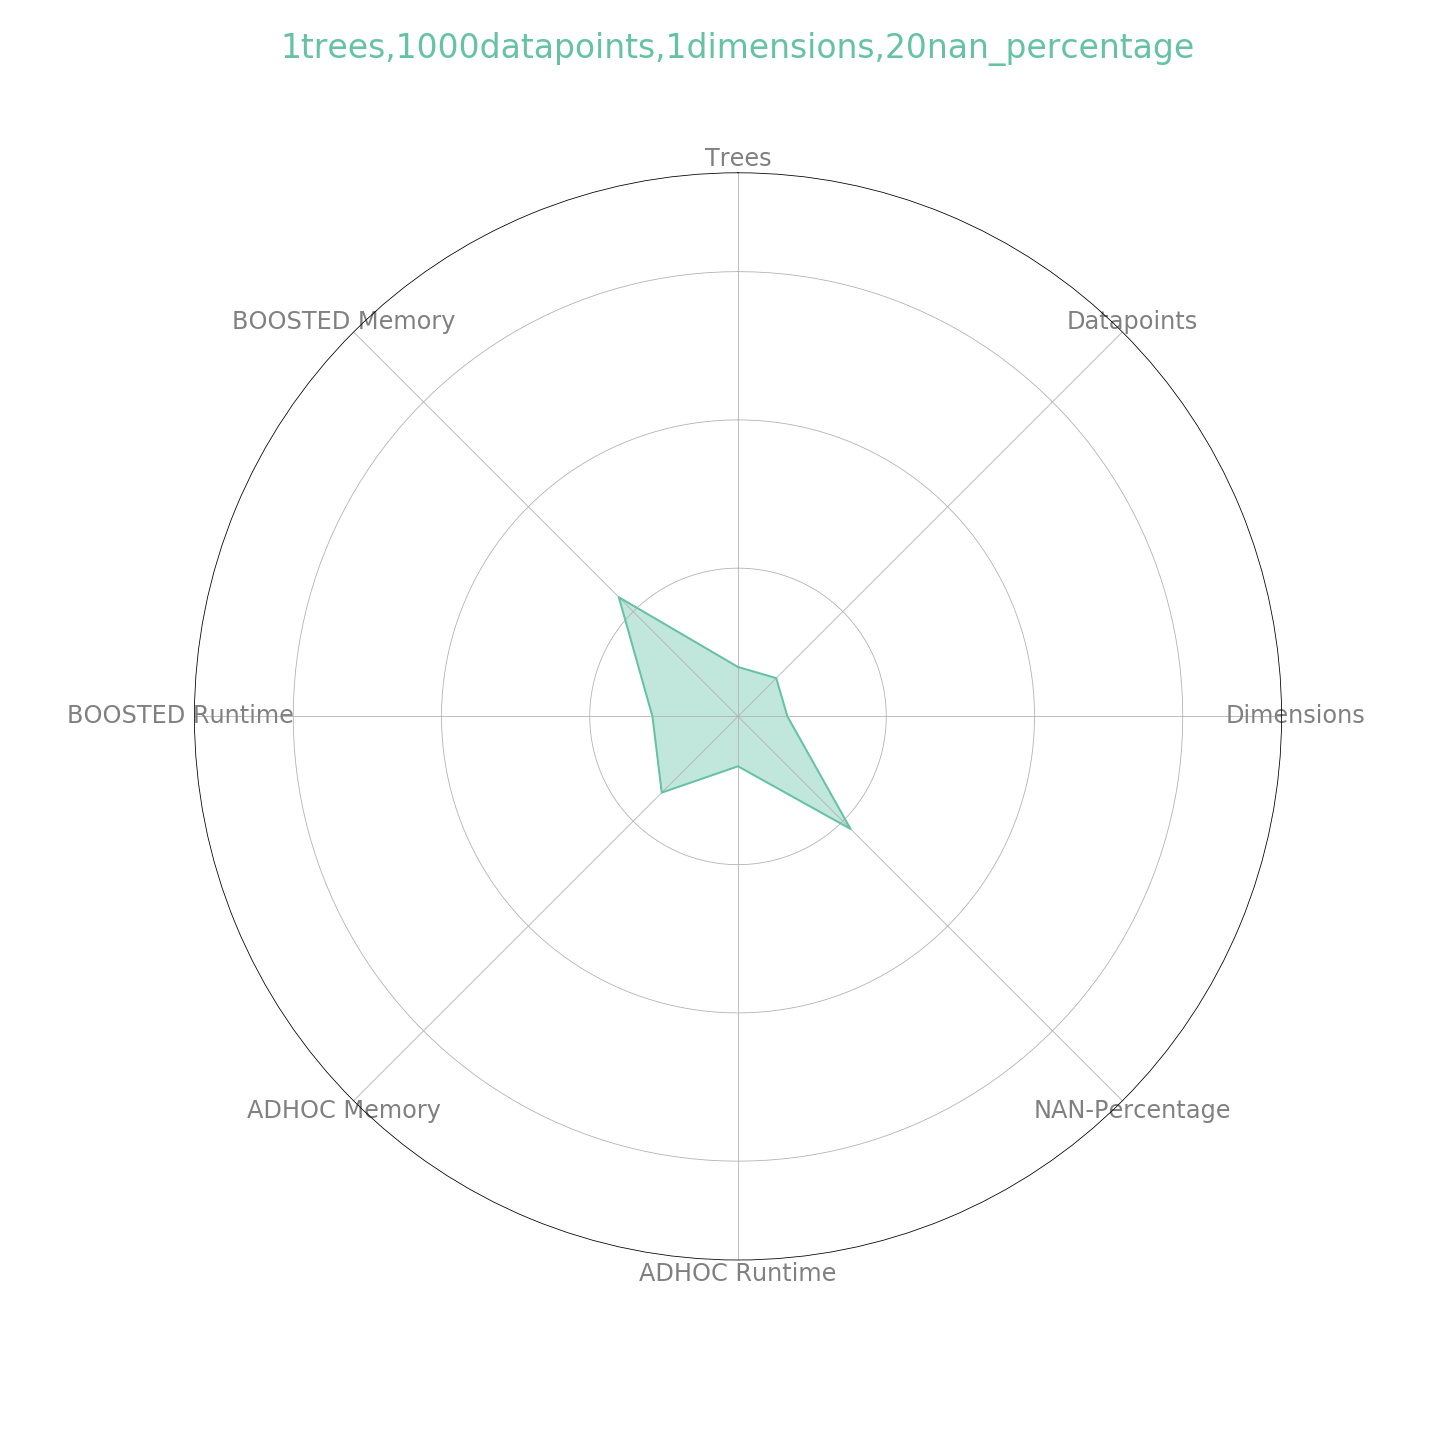 1trees,1000datapoints,1dimensions,20nan_percentage
Trees
BOOSTED Memory
Datapoints
BOOSTED Runtime
Dimensions
ADHOC Memory
NAN-Percentage
ADHOC Runtime